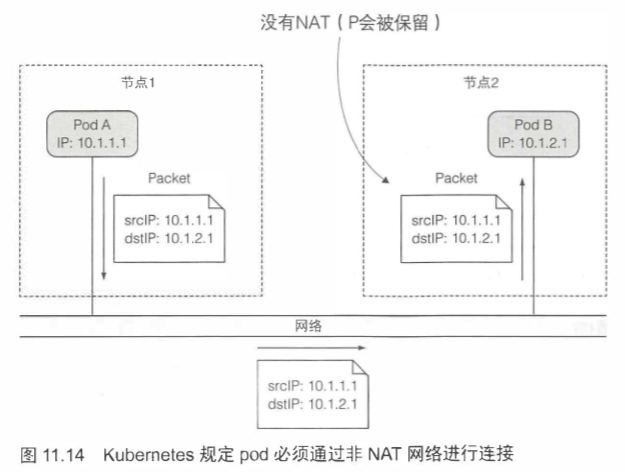 没有NAT（P会被保留）
节点1
节点2
Pod A
IP: 10.1.1.1
Pod B
IP: 10.1.2.1
Packet
srcIP: 10.1.1.1
dstIP: 10.1.2.1
Packet
srcIP: 10.1.1.1
dstIP: 10.1.2.1
网络
srcIP: 10.1.1.1
dstIP: 10.1.2.1
图 11.14 Kubernetes 规定 pod 必须通过非 NAT 网络进行连接